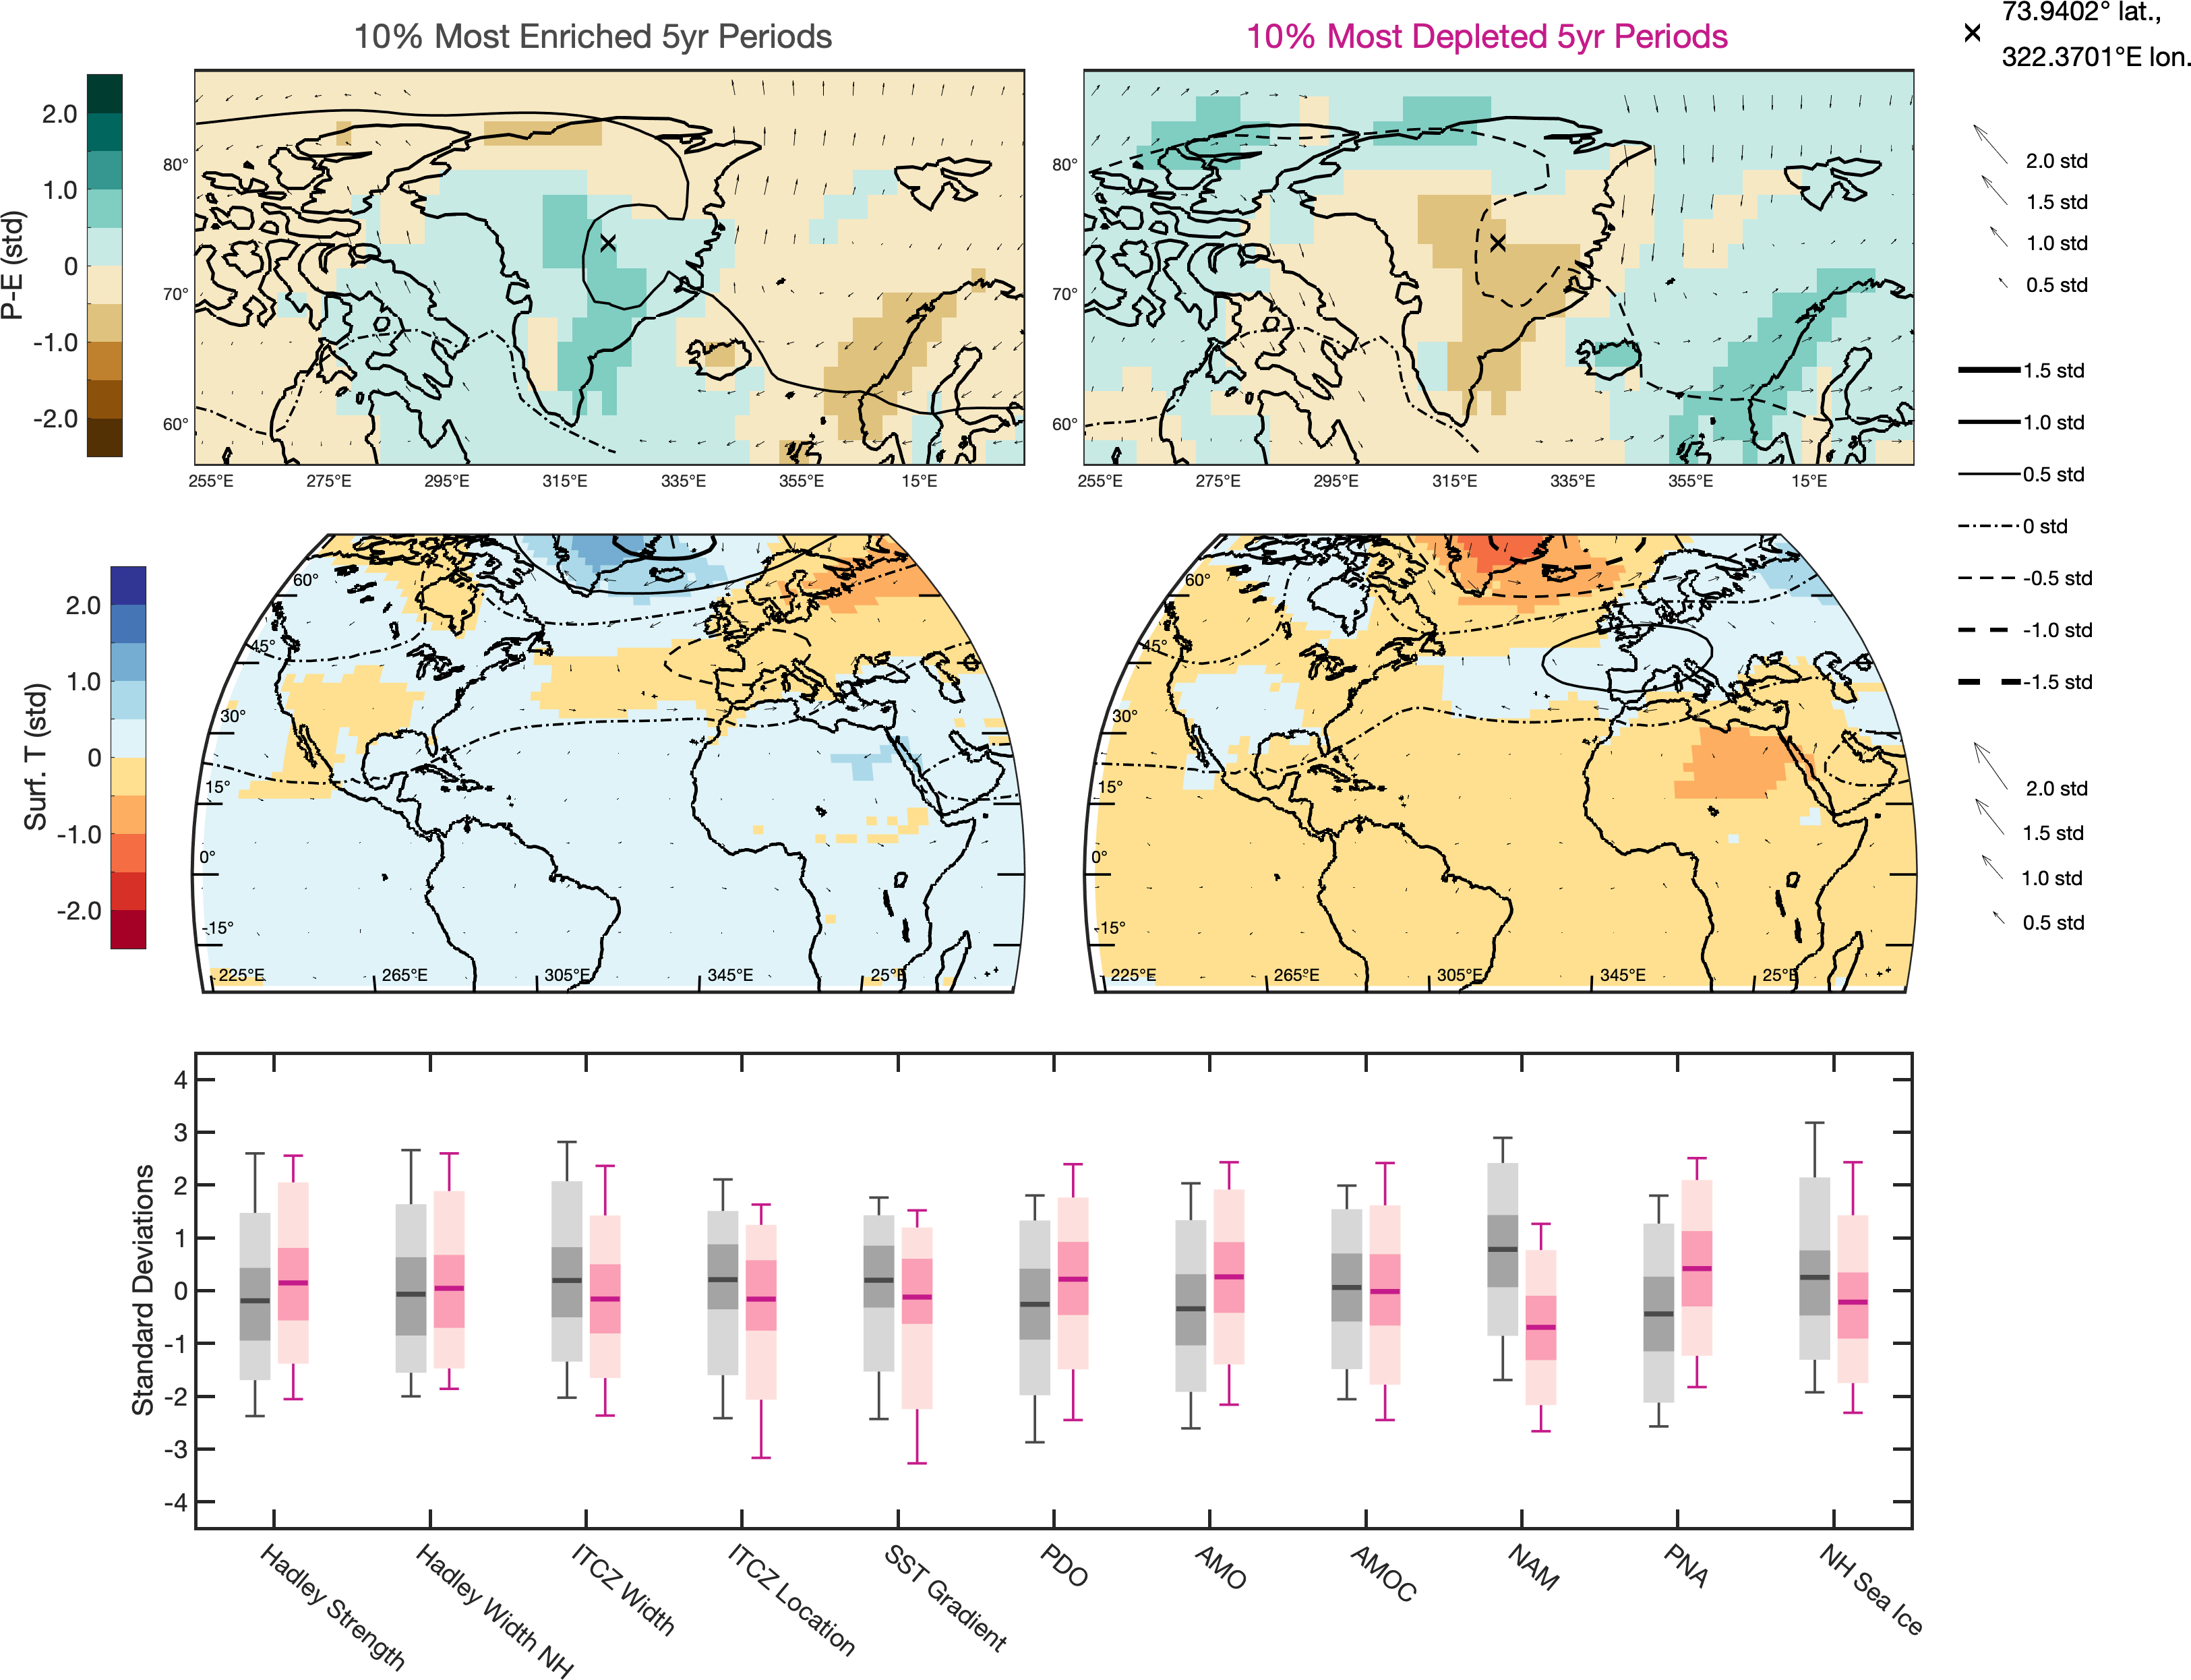 10% Most Enriched 5yr Periods
10% Most Depleted 5yr Periods
73.9402° lat.,
322.3701°E lon.
P-E (std)
2.0
1.0
0
-1.0
-2.0
80°
70°
60°
255°E 275°E 295°E 315°E 335°E 355°E 15°E
80°
70°
60°
255°E 275°E 295°E 315°E 335°E 355°E 15°E
2.0 std
1.5 std
1.0 std
0.5 std
1.5 std
1.0 std
0.5 std
0 std
-0.5 std
-1.0 std
-1.5 std
Surf. T (std)
2.0
1.0
0
-1.0
-2.0
60°
45°
30°
15°
0°
-15°
225°E 265°E 305°E 345°E 25°E
60°
45°
30°
15°
0°
-15°
225°E 265°E 305°E 345°E 25°E
2.0 std
1.5 std
1.0 std
0.5 std
Standard Deviations
4
3
2
1
0
-1
-2
-3
-4
Hadley Strength
Hadley Width NH
ITCZ Width
ITCZ Location
SST Gradient
PDO
AMO
AMOC
NAM
PNA
NH Sea Ice